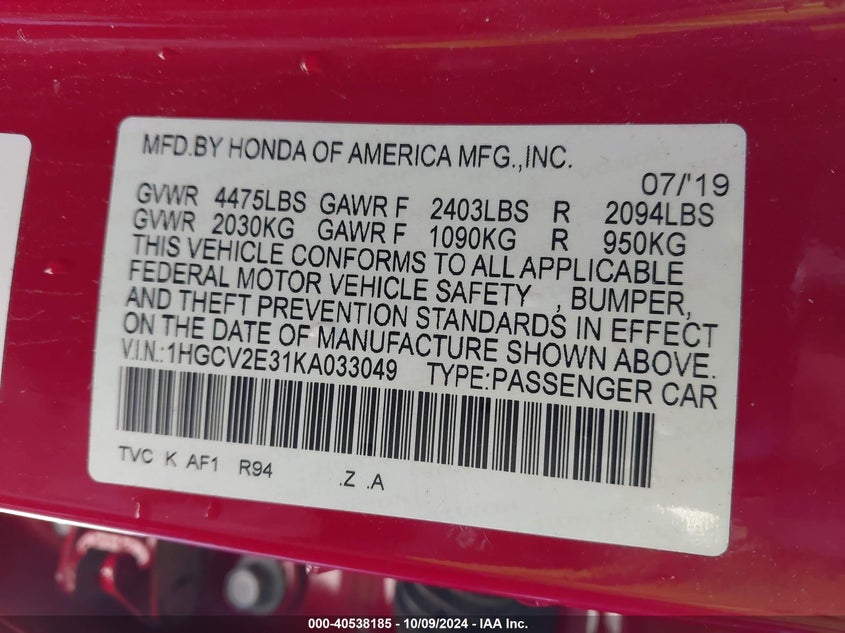 MFD.BY HONDA OF AMERICA MFG.,INC.
07/'19
GVWR 4475LBS GAWR F 2403LBS R 2094LBS
GVWR 2030KG GAWR F 1090KG R 950KG
THIS VEHICLE CONFORMS TO ALL APPLICABLE
FEDERAL MOTOR VEHICLE SAFETY , BUMPER,
AND THEFT PREVENTION STANDARDS IN EFFECT
ON THE DATE OF MANUFACTURE SHOWN ABOVE.
V.I.N.:1HGCV2E31KA033049 TYPE:PASSENGER CAR
TVC K AF1 R94 .Z .A
000-40538185 - 10/09/2024 - IAA Inc.